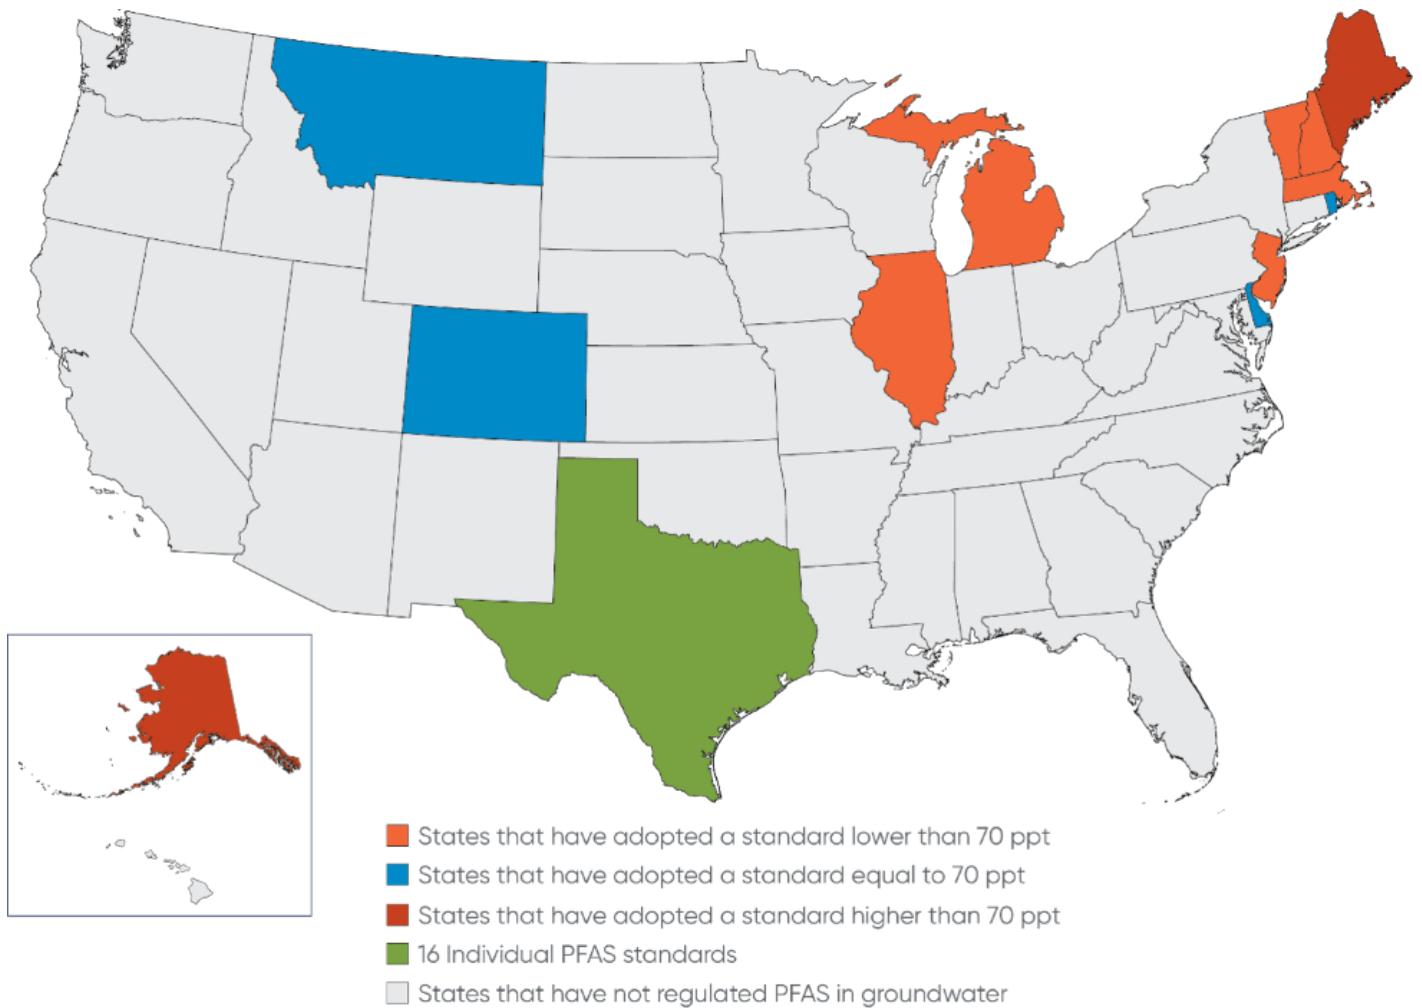 States that have adopted a standard lower than 70 ppt
States that have adopted a standard equal to 70 ppt
States that have adopted a standard higher than 70 ppt
16 Individual PFAS standards
States that have not regulated PFAS in groundwater